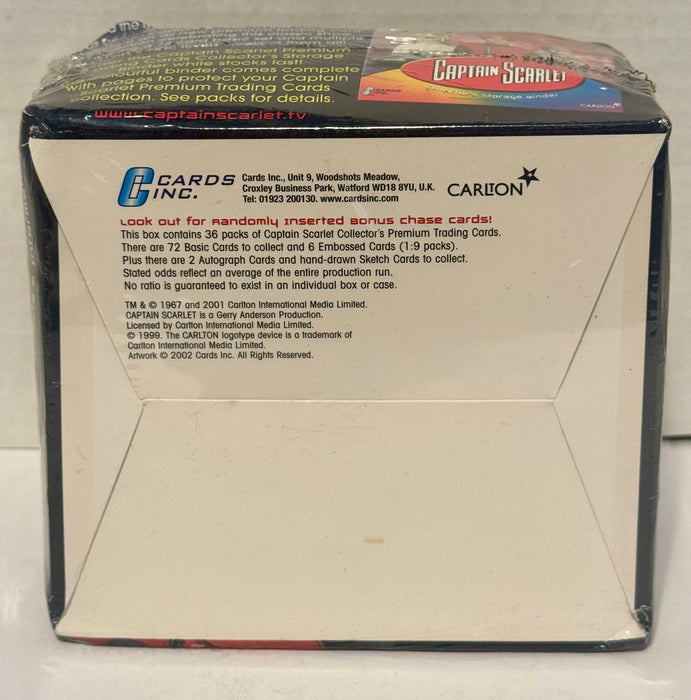 Captain Scarlet Premium
Collector's Storage
while stocks last!
binder comes complete
with pages to protect your Captain
Scarlet Premium Trading Cards
collection. See packs for details.
www.captainscarlet.tv
CAPTAIN SCARLET
COLLECTOR'S storage binder
CARDS INC.
CARLTON
CARDS INC.
Cards Inc., Unit 9, Woodshots Meadow,
Croxley Business Park, Watford WD18 8YU, U.K.
Tel: 01923 200130. www.cardsinc.com
CARLTON
Look out for Randomly Inserted Bonus chase cards!
This box contains 36 packs of Captain Scarlet Collector's Premium Trading Cards.
There are 72 Basic Cards to collect and 6 Embossed Cards (1:9 packs).
Plus there are 2 Autograph Cards and hand-drawn Sketch Cards to collect.
Stated odds reflect an average of the entire production run.
No ratio is guaranteed to exist in an individual box or case.
TM & © 1967 and 2001 Carlton International Media Limited.
CAPTAIN SCARLET is a Gerry Anderson Production.
Licensed by Carlton International Media Limited.
© 1999. The CARLTON logotype device is a trademark of
Carlton International Media Limited.
Artwork © 2002 Cards Inc. All Rights Reserved.